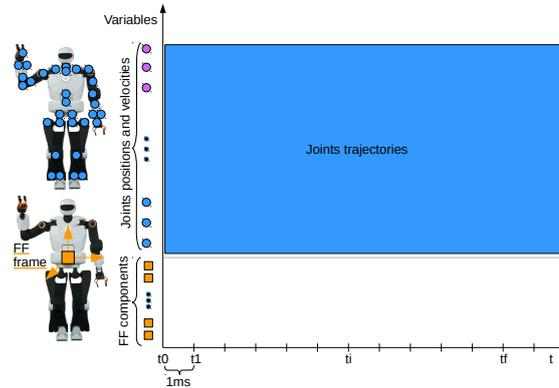 Variables
Joints positions and velocities
Joints trajectories
FF
frame
FF components
t0 t1 ti tf t
1ms